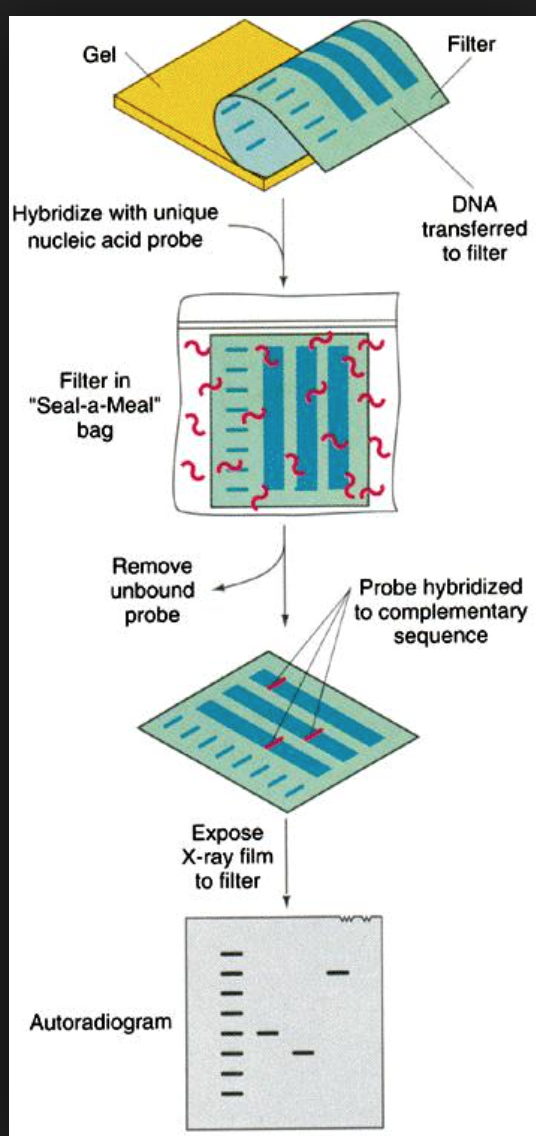 Gel
Filter
DNA
transferred
to filter
Hybridize with unique
nucleic acid probe
Filter in
"Seal-a-Meal"
bag
Remove
unbound
probe
Probe hybridized
to complementary
sequence
Expose
X-ray film
to filter
Autoradiogram